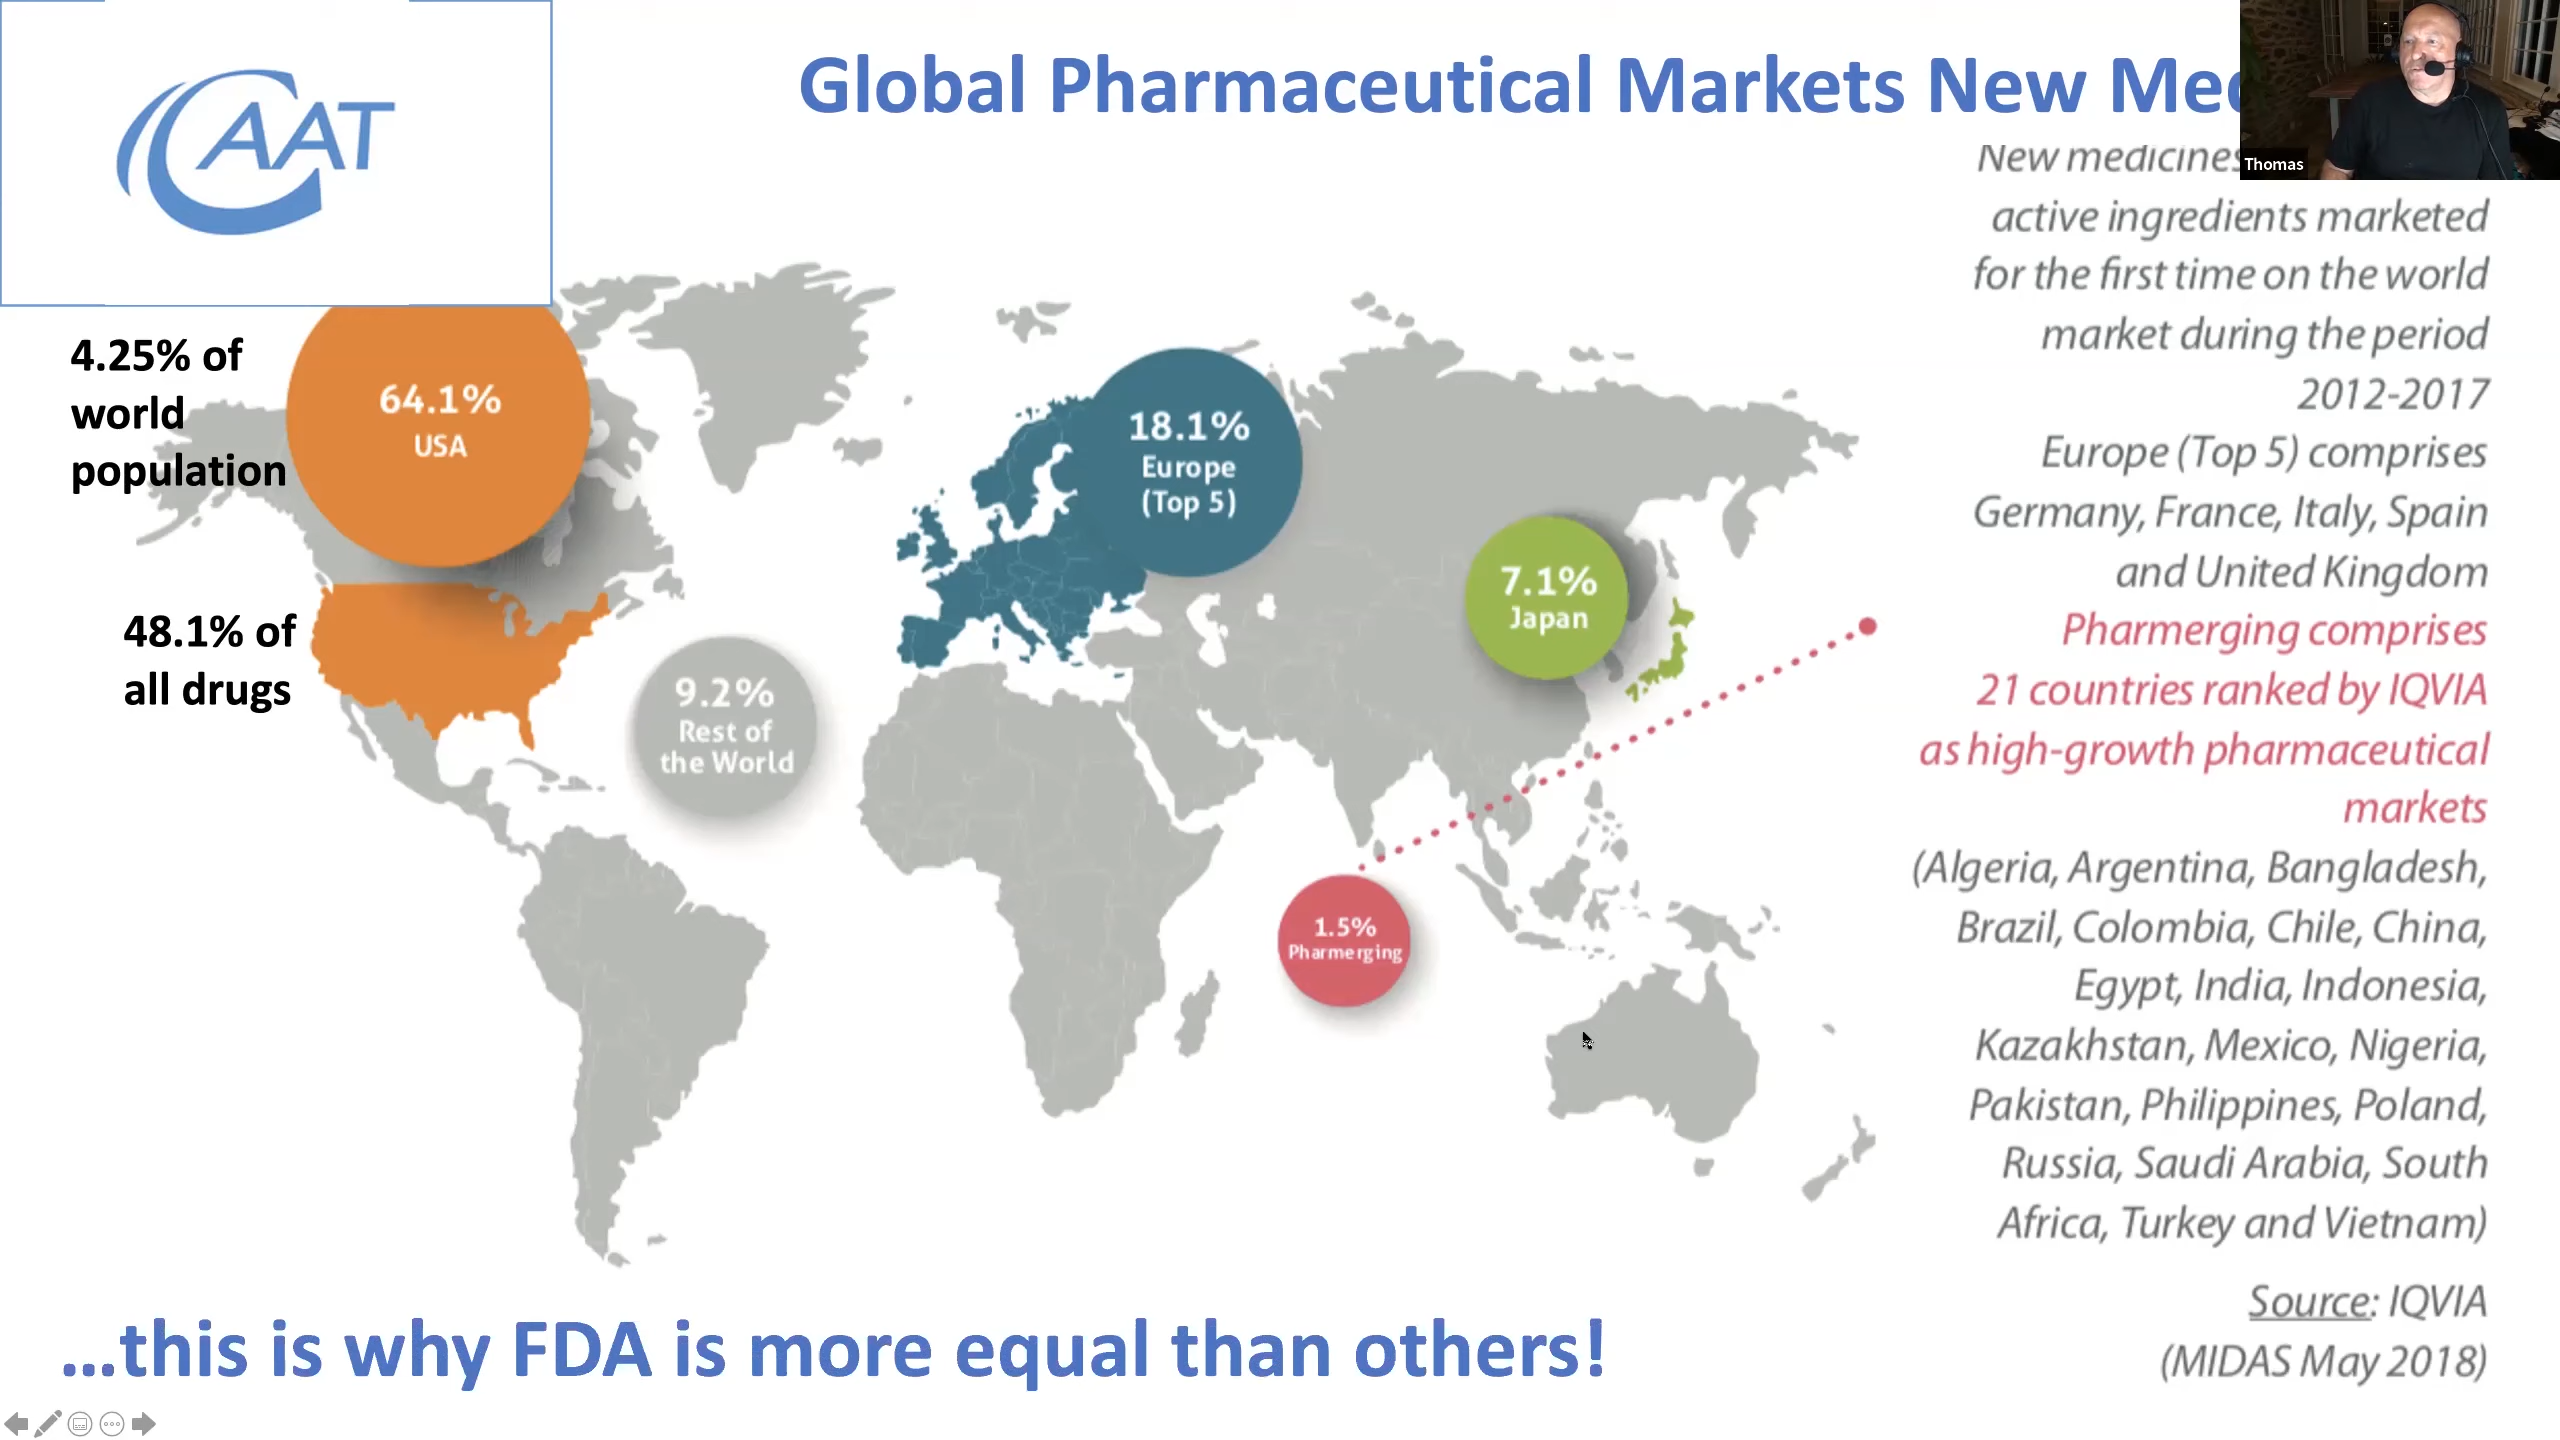 CAAT
Global Pharmaceutical Markets New
Thomas
New medicines
active ingredients marketed
for the first time on the world
market during the period
2012-2017
Europe (Top 5) comprises
Germany, France, Italy, Spain
and United Kingdom
Pharmerging comprises
21 countries ranked by IQVIA
as high-growth pharmaceutical
markets
(Algeria, Argentina, Bangladesh,
Brazil, Colombia, Chile, China,
Egypt, India, Indonesia,
Kazakhstan, Mexico, Nigeria,
Pakistan, Philippines, Poland,
Russia, Saudi Arabia, South
Africa, Turkey and Vietnam)
Source: IQVIA
(MIDAS May 2018)
4.25% of
world
population
64.1%
USA
48.1% of
all drugs
18.1%
Europe
(Top 5)
7.1%
Japan
9.2%
Rest of
the World
1.5%
Pharmerging
...this is why FDA is more equal than others!